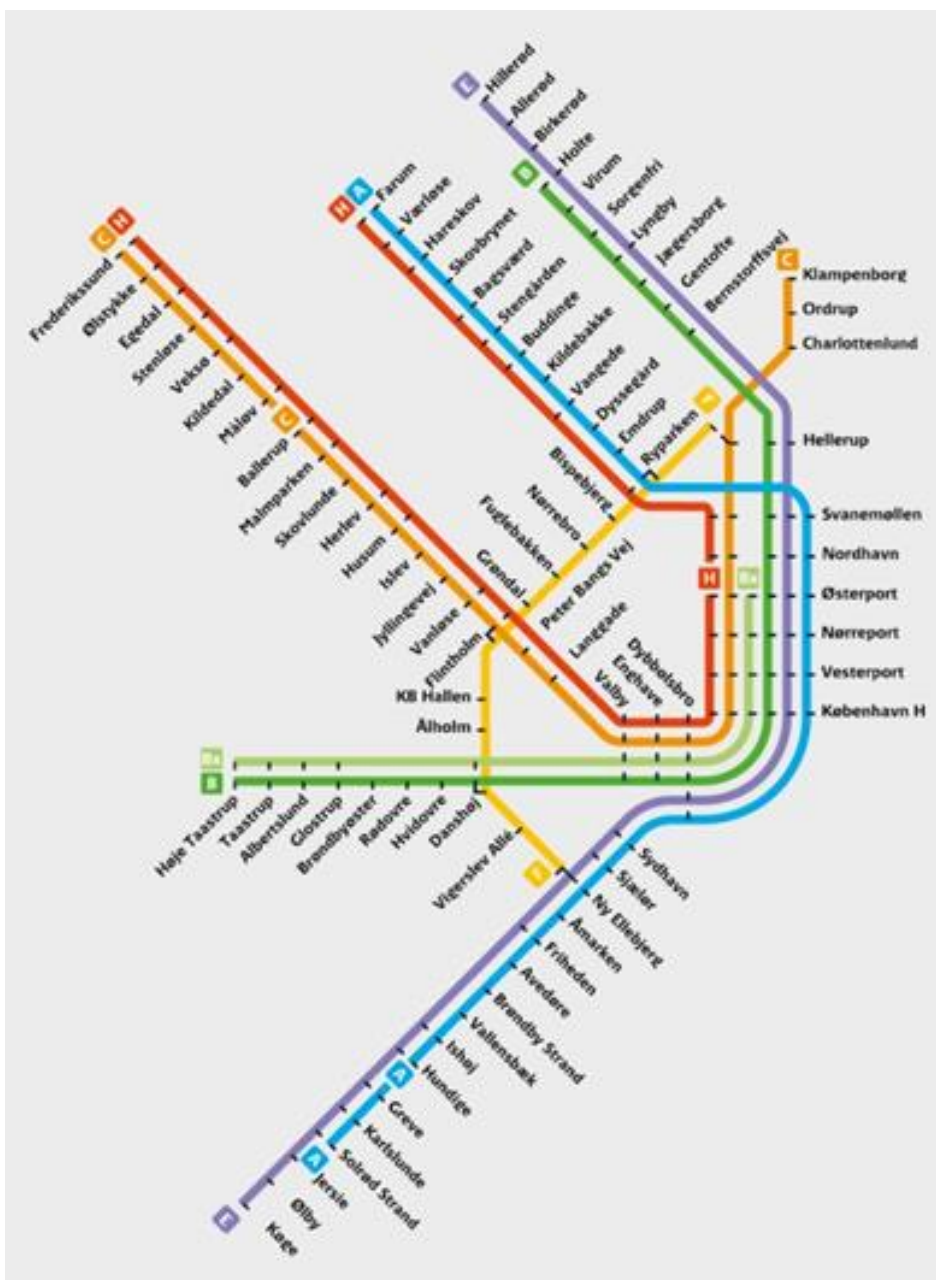 E
Hillerød
Allerød
Birkerød
Holte
Virum
Sorgenfri
Lyngby
Jægersborg
Gentofte
Bernstorffsvej
B
H
A
Farum
Værløse
Hareskov
Skovbrynet
Bagsværd
Stengården
Buddinge
Kildebakke
Vangede
Dyssegård
Emdrup
Ryparken
F
C
Klampenborg
Ordrup
Charlottenlund
Hellerup
Svanemøllen
Nordhavn
Østerport
Nørreport
Vesterport
København H
C
H
Frederikssund
Ølstykke
Egedal
Stenløse
Veksø
Kildedal
Måløv
C
Ballerup
Malmparken
Skovlunde
Herlev
Husum
Islev
Jyllingevej
Vanløse
Flintholm
KB Hallen
Ålholm
Bispebjerg
Nørrebro
Fuglebakken
Grøndal
Peter Bangs Vej
Langgade
Valby
Enghave
Dybbølsbro
H
Bx
Bx
B
Høje Taastrup
Taastrup
Albertslund
Glostrup
Brøndbyøster
Rødovre
Hvidovre
Danshøj
Vigerslev Allé
F
Sydhavn
Sjælør
Ny Ellebjerg
Åmarken
Friheden
Avedøre
Brøndby Strand
Vallensbæk
Ishøj
Hundige
A
Greve
Karlslunde
Solrød Strand
A
Jersie
Ølby
Køge
E